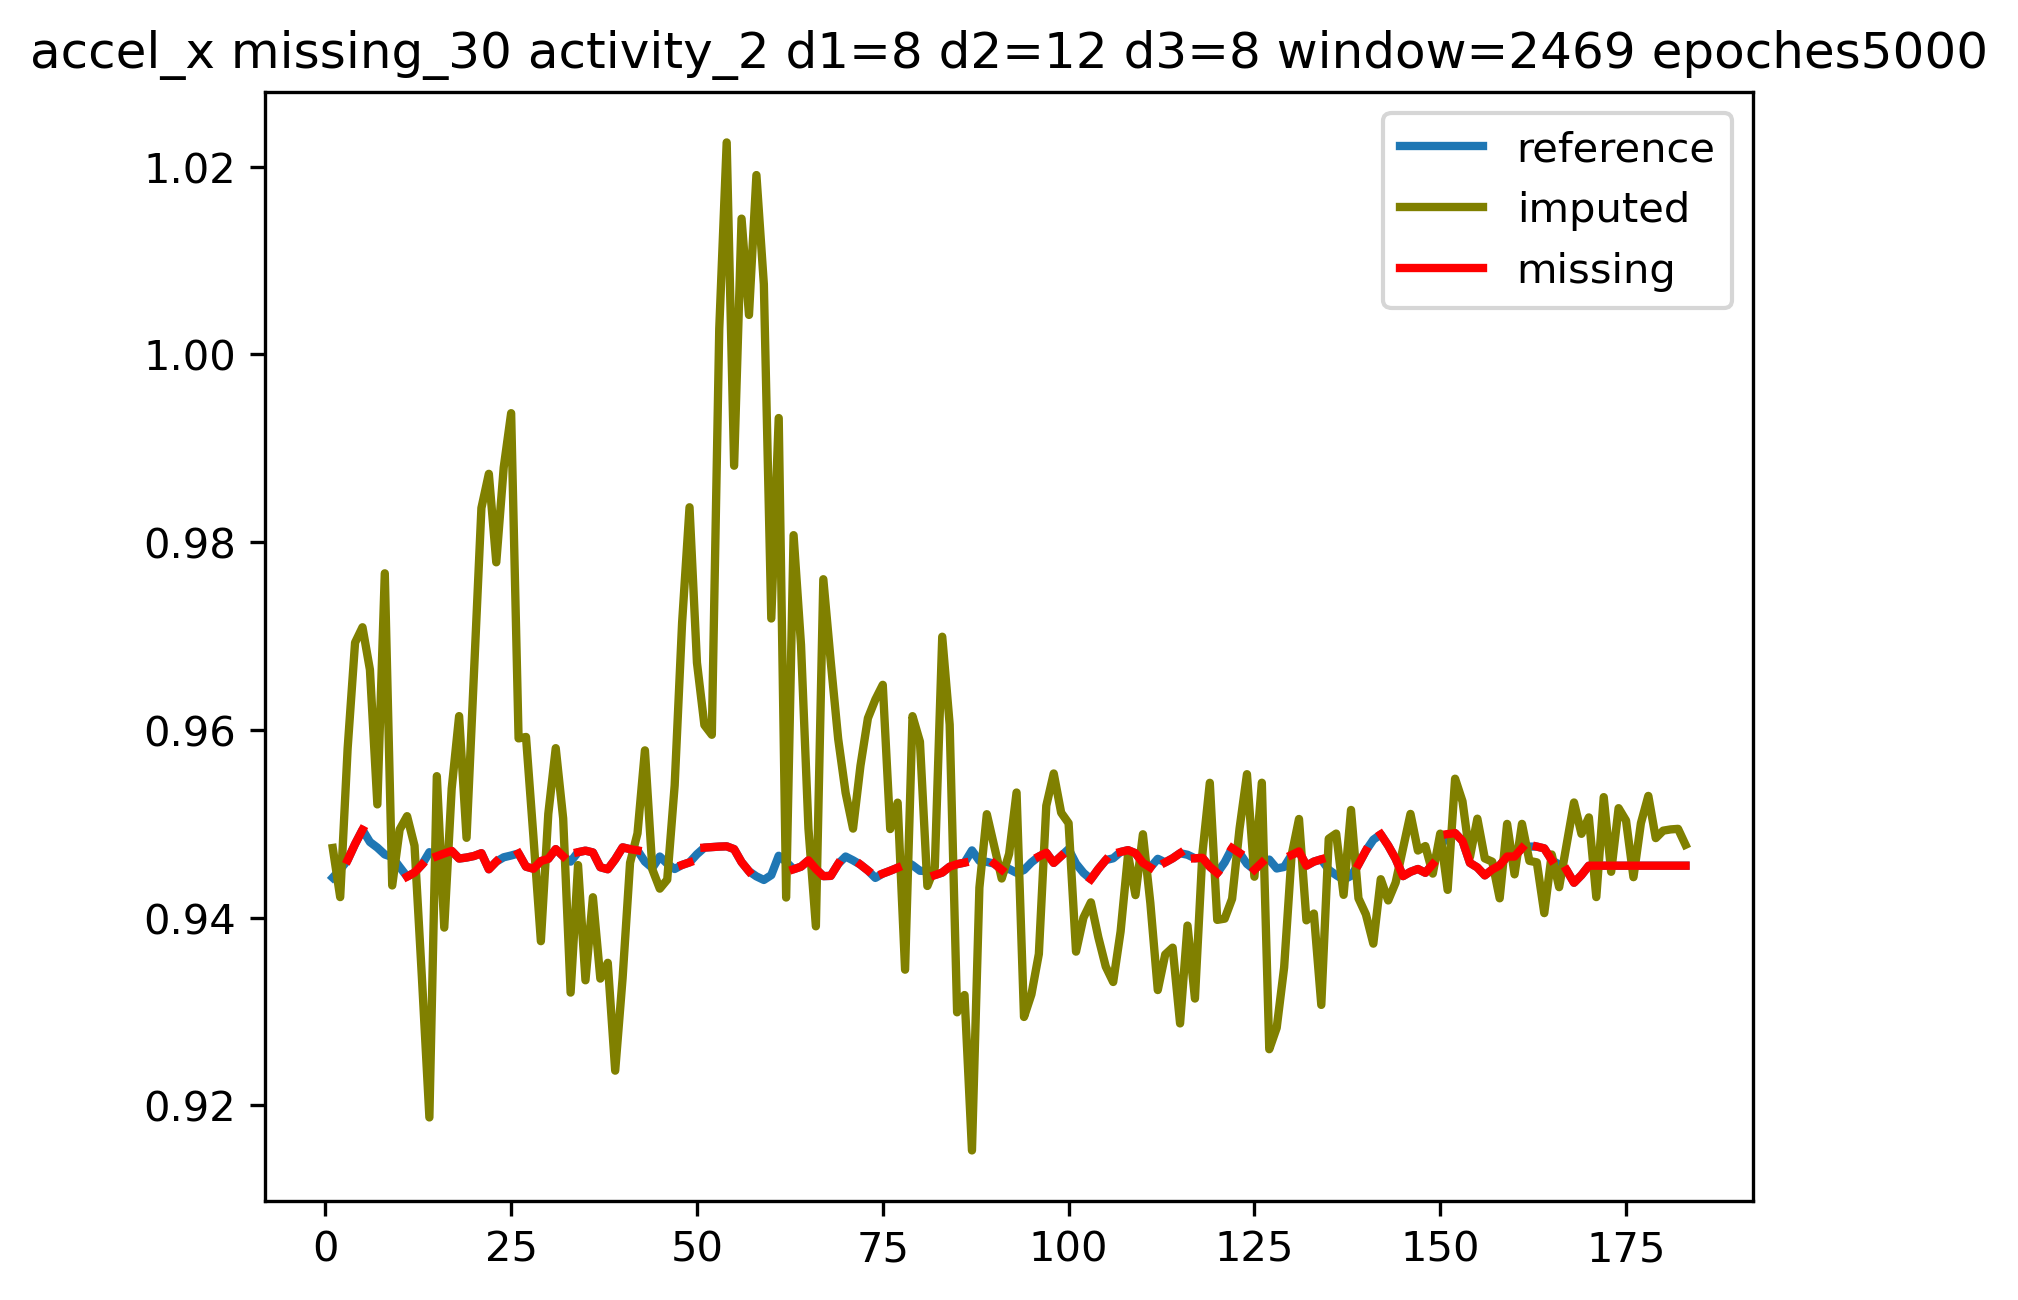 accel_x missing_30 activity_2 d1=8 d2=12 d3=8 window=2469 epoches5000
reference
imputed
missing
1.02
1.00
0.98
0.96
0.94
0.92
0 25 50 75 100 125 150 175